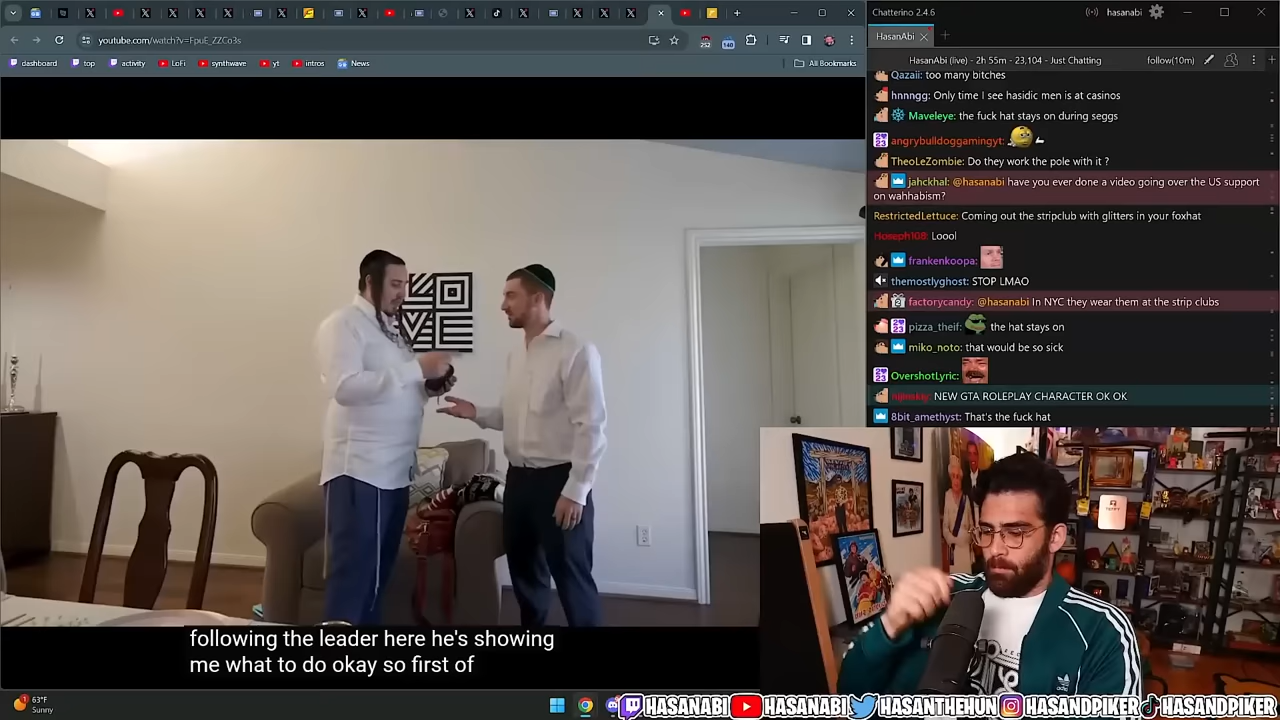 youtube.com/watch?v=FpuE_ZZCo3s
252
140
dashboard
top
activity
LoFi
synthwave
yt
intros
News
All Bookmarks
following the leader here he's showing
me what to do okay so first of
63°F
Sunny
Chatterino 2.4.6
hasanabi
HasanAbi
HasanAbi (live) - 2h 55m - 23,104 - Just Chatting
follow(10m)
Qazaii: too many bitches
hnnngg: Only time I see hasidic men is at casinos
Maveleye: the fuck hat stays on during seggs
angrybulldoggamingyt:
TheoLeZombie: Do they work the pole with it ?
jahckhal: @hasanabi have you ever done a video going over the US support
on wahhabism?
RestrictedLettuce: Coming out the stripclub with glitters in your foxhat
Hoseph108: Loool
frankenkoopa:
themostlyghost: STOP LMAO
factorycandy: @hasanabi In NYC they wear them at the strip clubs
pizza_theif: the hat stays on
miko_noto: that would be so sick
OvershotLyric:
NEW GTA ROLEPLAY CHARACTER OK OK
8bit_amethyst: That's the fuck hat
HASANABI
HASANABI
HASANTHEHUN
HASANDPIKER
HASANDPIKER